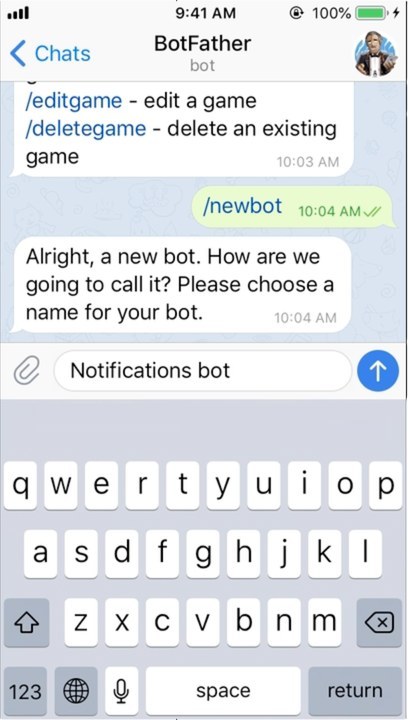 9:41 AM 100%
Chats BotFather
bot
/editgame - edit a game
/deletegame - delete an existing
game 10:03 AM
/newbot 10:04 AM
Alright, a new bot. How are we
going to call it? Please choose a
name for your bot. 10:04 AM
Notifications bot
q w e r t y u i o p
a s d f g h j k l
z x c v b n m
123 space return